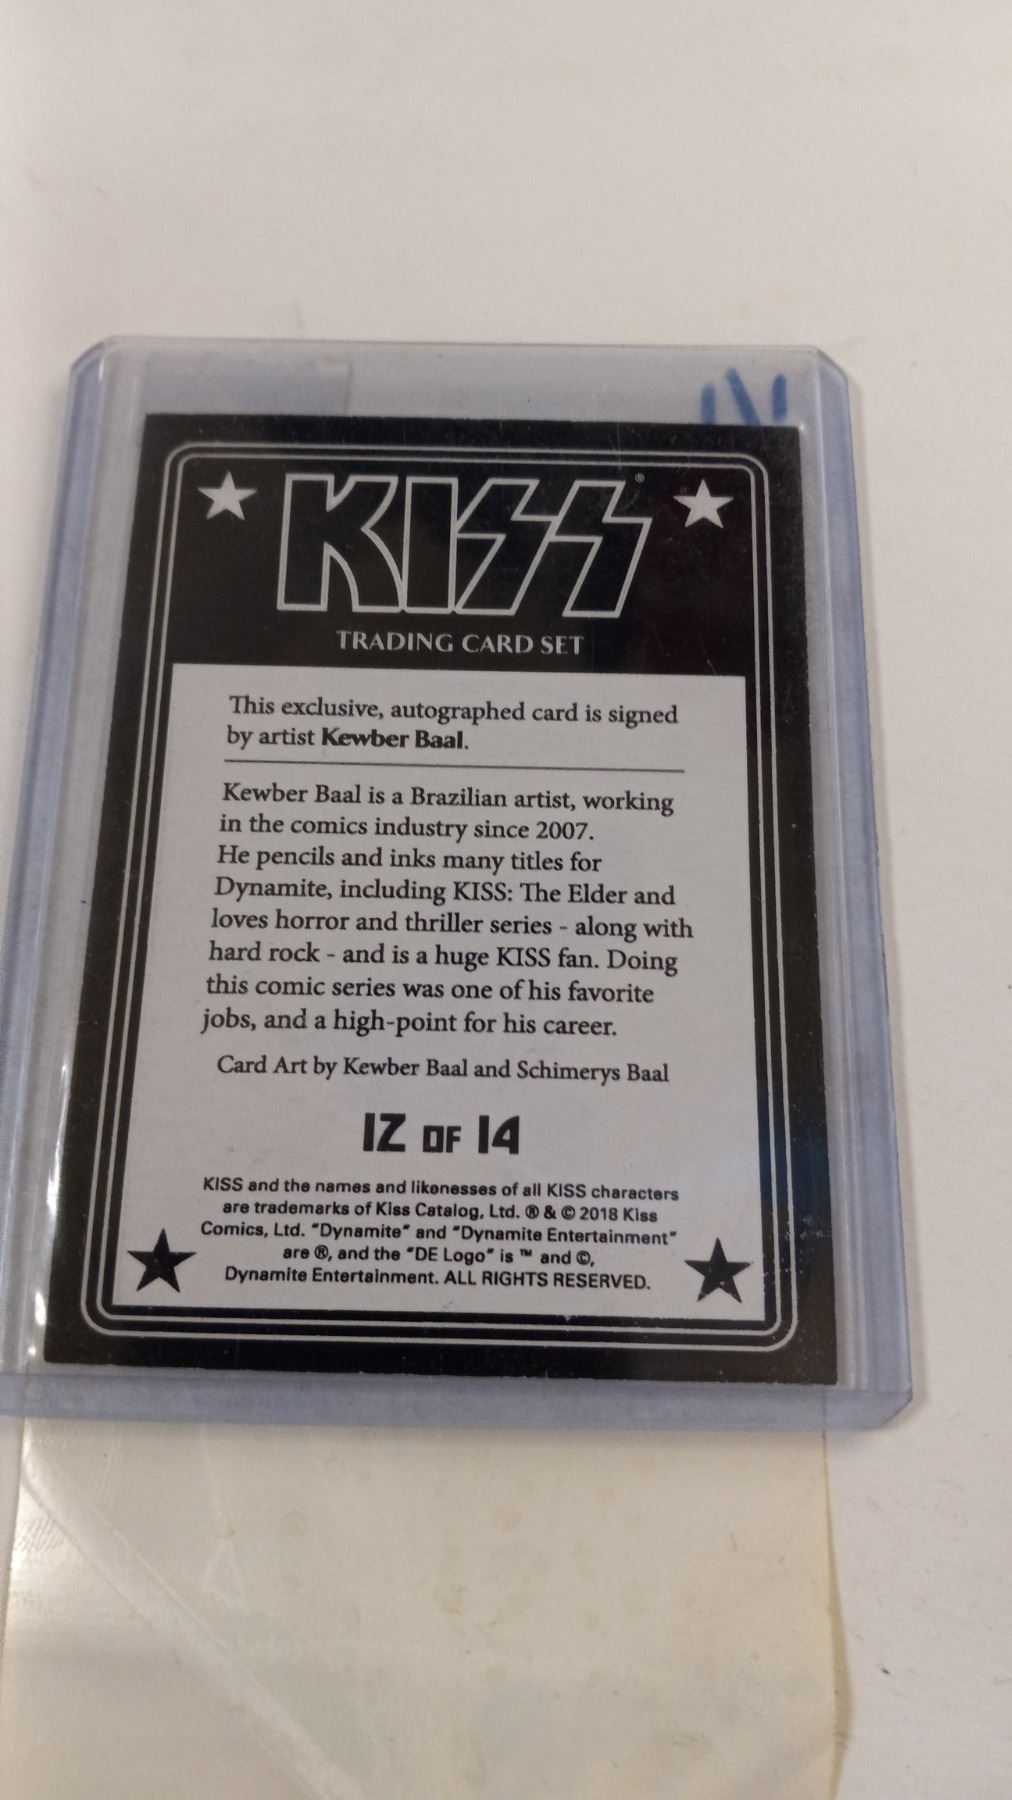 KISS®
TRADING CARD SET
This exclusive, autographed card is signed
by artist Kewber Baal.
Kewber Baal is a Brazilian artist, working
in the comics industry since 2007.
He pencils and inks many titles for
Dynamite, including KISS: The Elder and
loves horror and thriller series - along with
hard rock - and is a huge KISS fan. Doing
this comic series was one of his favorite
jobs, and a high-point for his career.
Card Art by Kewber Baal and Schimerys Baal
12 OF 14
KISS and the names and likenesses of all KISS characters
are trademarks of Kiss Catalog, Ltd. ® & © 2018 Kiss
Comics, Ltd. "Dynamite" and "Dynamite Entertainment"
are ®, and the "DE Logo" is ™ and ©,
Dynamite Entertainment. ALL RIGHTS RESERVED.